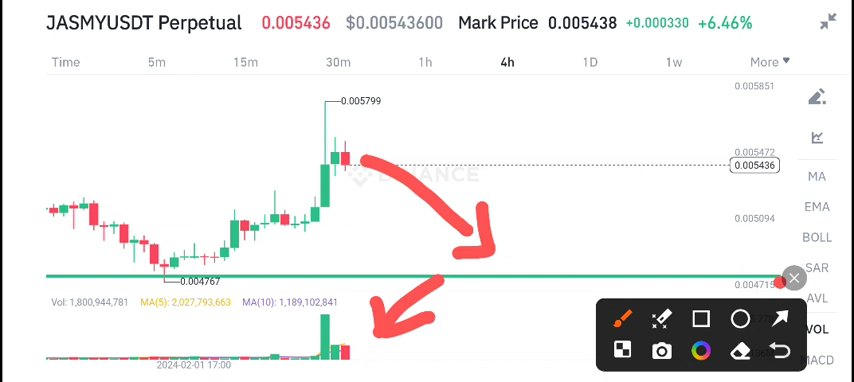 JASMYUSDT Perpetual 0.005436 $0.00543600 Mark Price 0.005438 +0.000330 +6.46%
Time 5m 15m 30m 1h 4h 1D 1w More
0.005851
0.005799
0.005472
0.005436
BINANCE
MA
EMA
0.005094
BOLL
SAR
0.004767
0.004715
AVL
Vol: 1,800,944,781 MA(5): 2,027,793,663 MA(10): 1,189,102,841
VOL
MACD
2024-02-01 17:00